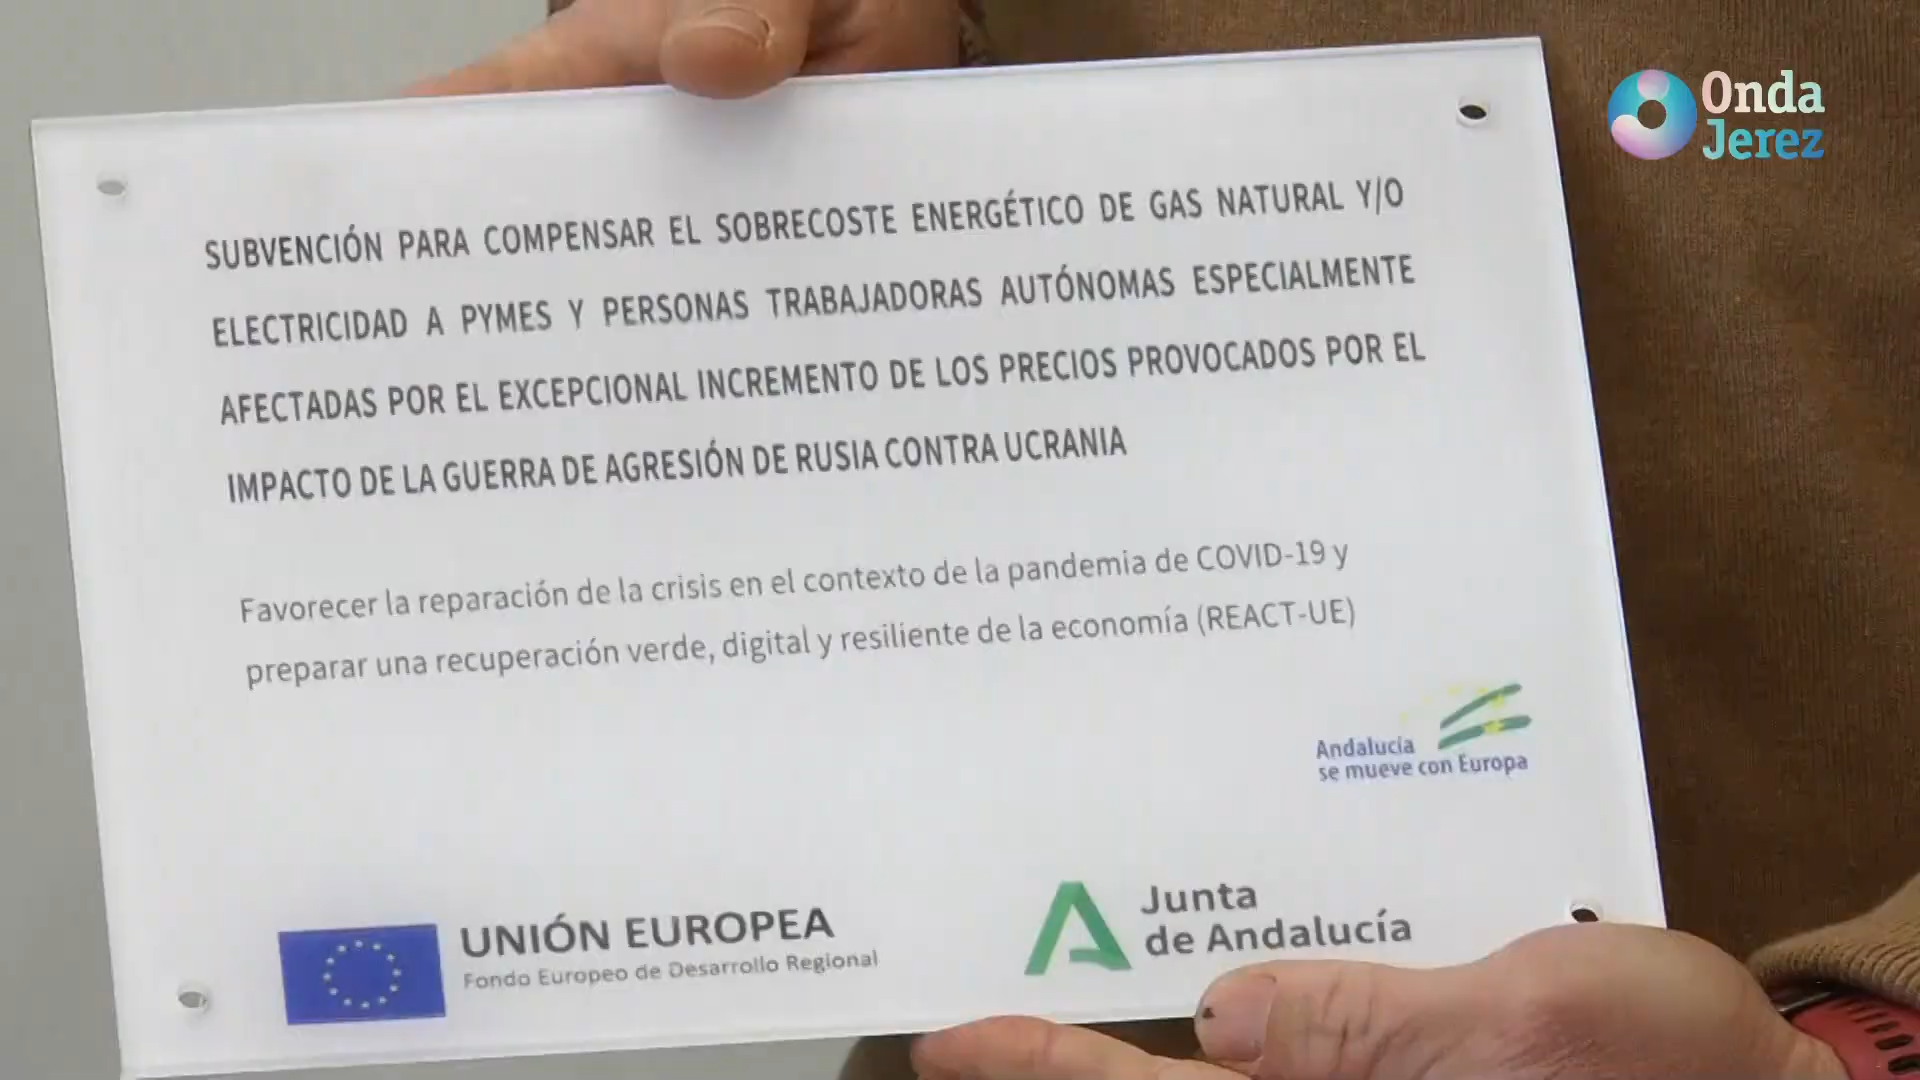 Onda
Jerez
SUBVENCIÓN PARA COMPENSAR EL SOBRECOSTE ENERGÉTICO DE GAS NATURAL Y/O
ELECTRICIDAD A PYMES Y PERSONAS TRABAJADORAS AUTÓNOMAS ESPECIALMENTE
AFECTADAS POR EL EXCEPCIONAL INCREMENTO DE LOS PRECIOS PROVOCADOS POR EL
IMPACTO DE LA GUERRA DE AGRESIÓN DE RUSIA CONTRA UCRANIA
Favorecer la reparación de la crisis en el contexto de la pandemia de COVID-19 y
preparar una recuperación verde, digital y resiliente de la economía (REACT-UE)
Andalucía
se mueve con Europa
UNIÓN EUROPEA
Fondo Europeo de Desarrollo Regional
Junta
de Andalucía